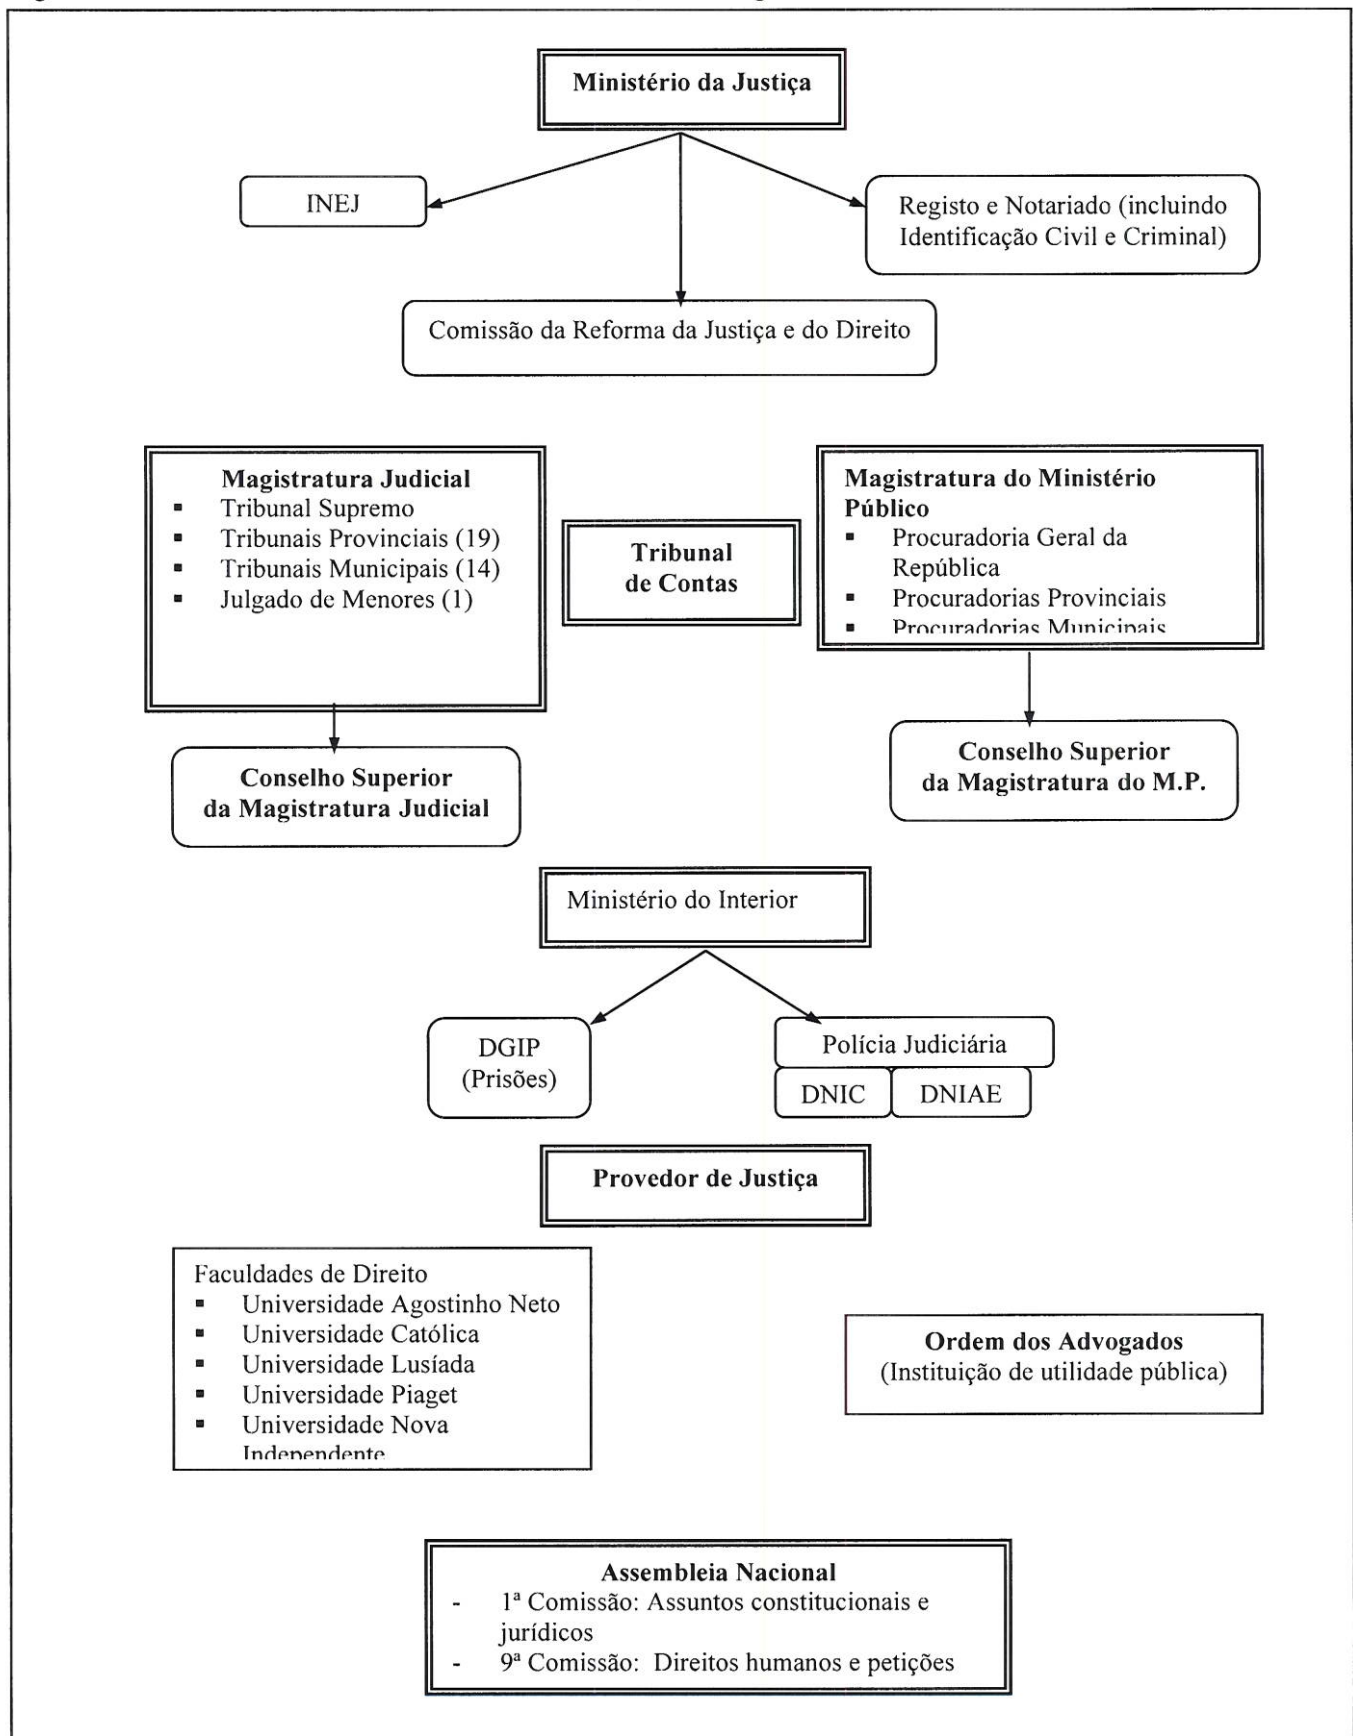 Ministério da Justiça
INEJ
Registo e Notariado (incluindo
Identificação Civil e Criminal)
Comissão da Reforma da Justiça e do Direito
Magistratura Judicial
▪ Tribunal Supremo
▪ Tribunais Provinciais (19)
▪ Tribunais Municipais (14)
▪ Julgado de Menores (1)
Tribunal
de Contas
Magistratura do Ministério
Público
▪ Procuradoria Geral da
República
▪ Procuradorias Provinciais
▪ Procuradorias Municipais
Conselho Superior
da Magistratura Judicial
Conselho Superior
da Magistratura do M.P.
Ministério do Interior
DGIP
(Prisões)
Polícia Judiciária
DNIC
DNIAE
Provedor de Justiça
Faculdades de Direito
▪ Universidade Agostinho Neto
▪ Universidade Católica
▪ Universidade Lusíada
▪ Universidade Piaget
▪ Universidade Nova
Independente
Ordem dos Advogados
(Instituição de utilidade pública)
Assembleia Nacional
- 1ª Comissão: Assuntos constitucionais e
jurídicos
- 9ª Comissão: Direitos humanos e petições